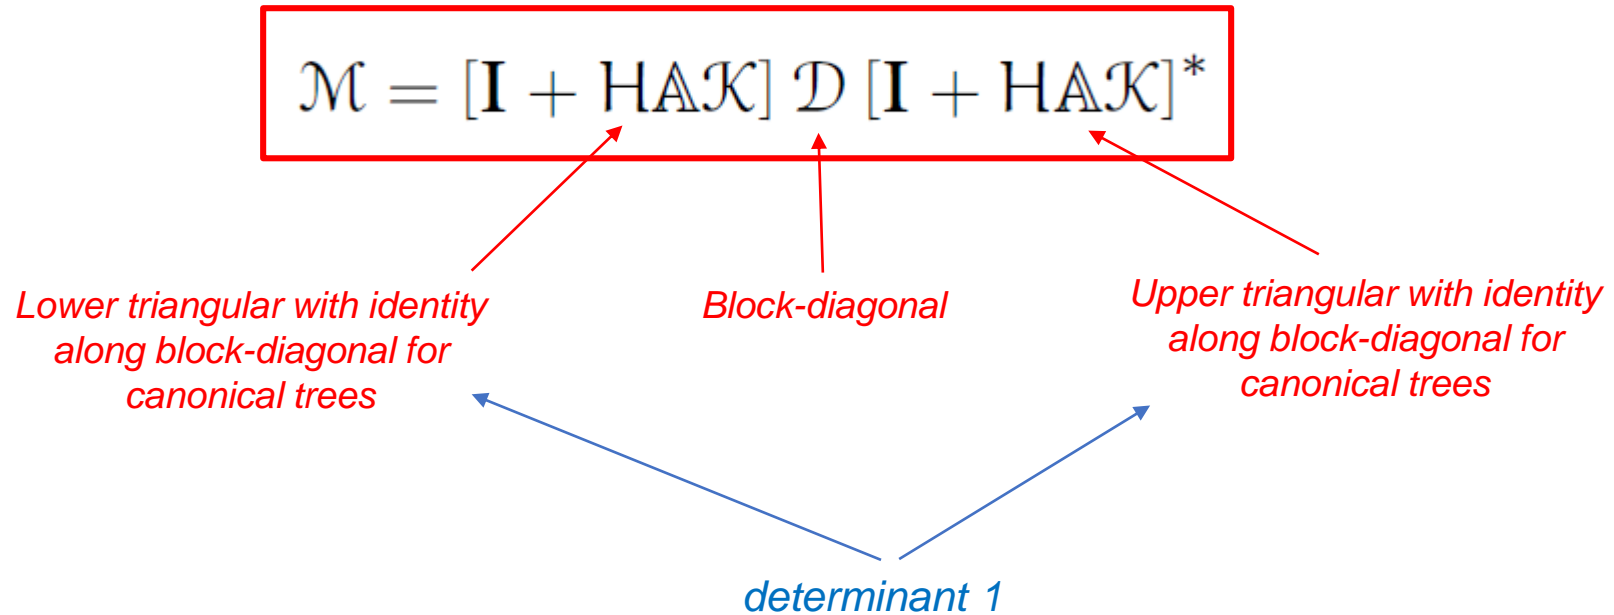 ℳ = [𝐈 + H𝔸𝒦] 𝒟 [𝐈 + H𝔸𝒦]*
Lower triangular with identity
along block-diagonal for
canonical trees
Block-diagonal
Upper triangular with identity
along block-diagonal for
canonical trees
determinant 1